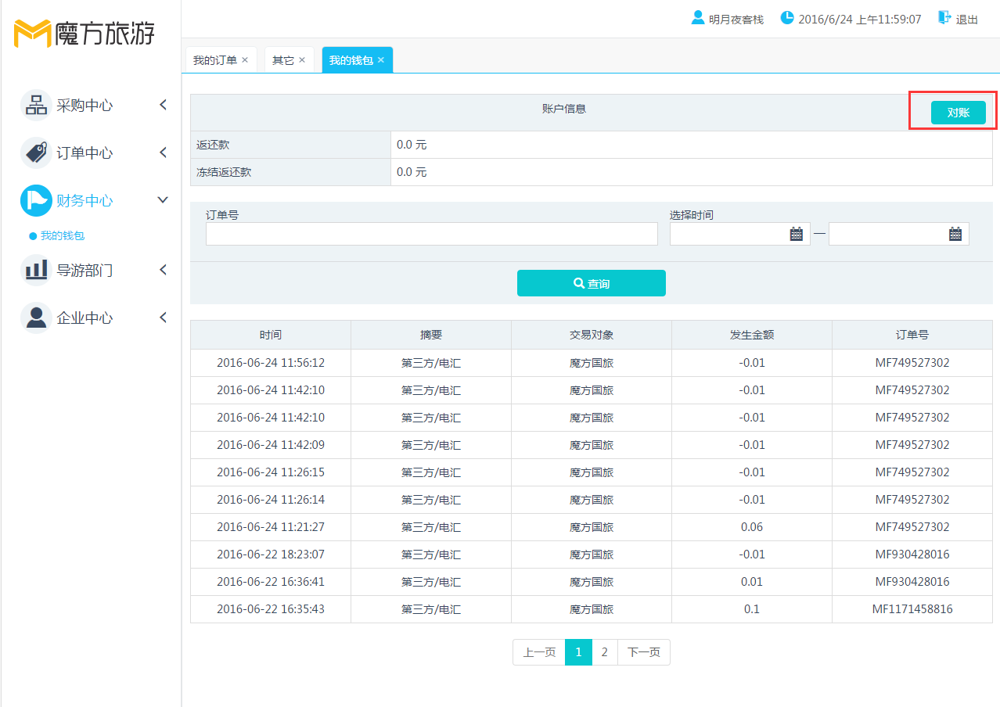 魔方旅游
明月夜客栈 2016/6/24 上午11:59:07 退出
我的订单 × 其它 × 我的钱包 ×
采购中心
订单中心
财务中心
我的钱包
导游部门
企业中心
账户信息 对账
返还款 0.0 元
冻结返还款 0.0 元
订单号 选择时间
—
查询
时间 摘要 交易对象 发生金额 订单号
2016-06-24 11:56:12 第三方/电汇 魔方国旅 -0.01 MF749527302
2016-06-24 11:42:10 第三方/电汇 魔方国旅 -0.01 MF749527302
2016-06-24 11:42:10 第三方/电汇 魔方国旅 -0.01 MF749527302
2016-06-24 11:42:09 第三方/电汇 魔方国旅 -0.01 MF749527302
2016-06-24 11:26:15 第三方/电汇 魔方国旅 -0.01 MF749527302
2016-06-24 11:26:14 第三方/电汇 魔方国旅 -0.01 MF749527302
2016-06-24 11:21:27 第三方/电汇 魔方国旅 0.06 MF749527302
2016-06-22 18:23:07 第三方/电汇 魔方国旅 -0.01 MF930428016
2016-06-22 16:36:41 第三方/电汇 魔方国旅 0.01 MF930428016
2016-06-22 16:35:43 第三方/电汇 魔方国旅 0.1 MF1171458816
上一页 1 2 下一页